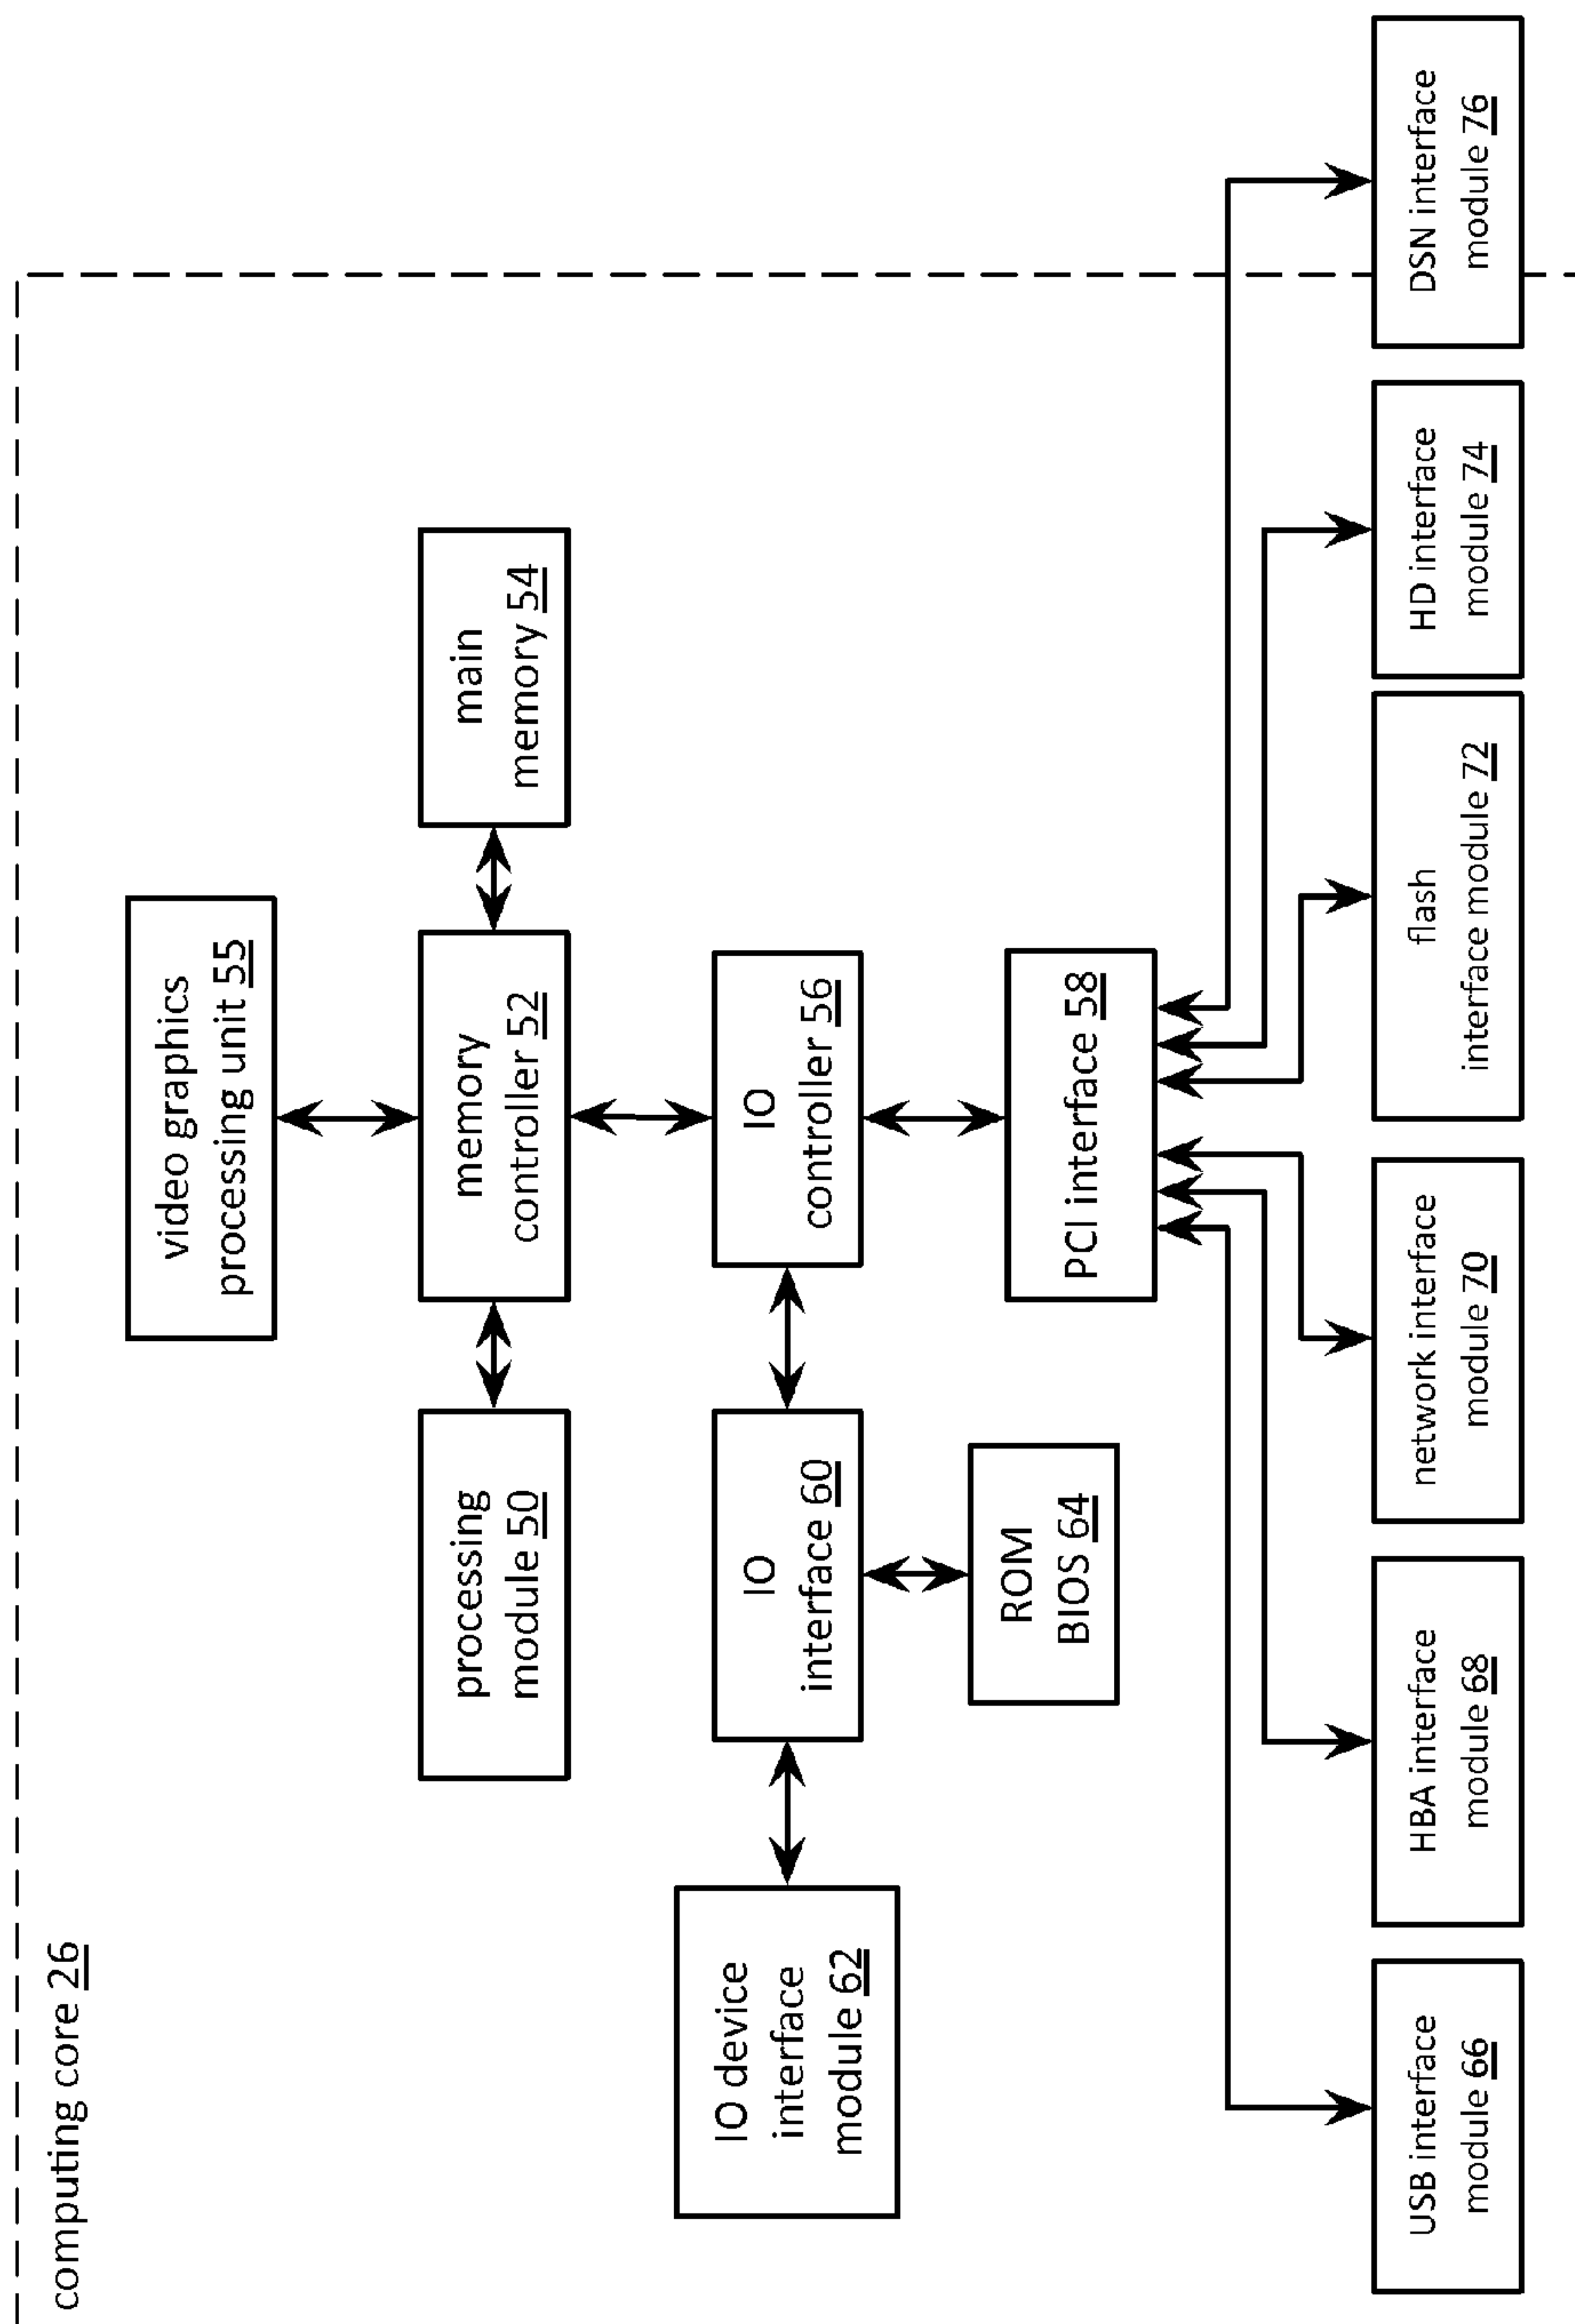 computing core 26
video graphics
processing unit 55
processing
module 50
memory
controller 52
main
memory 54
IO device
interface
module 62
IO
interface 60
IO
controller 56
ROM
BIOS 64
PCI interface 58
USB interface
module 66
HBA interface
module 68
network interface
module 70
flash
interface module 72
HD interface
module 74
DSN interface
module 76